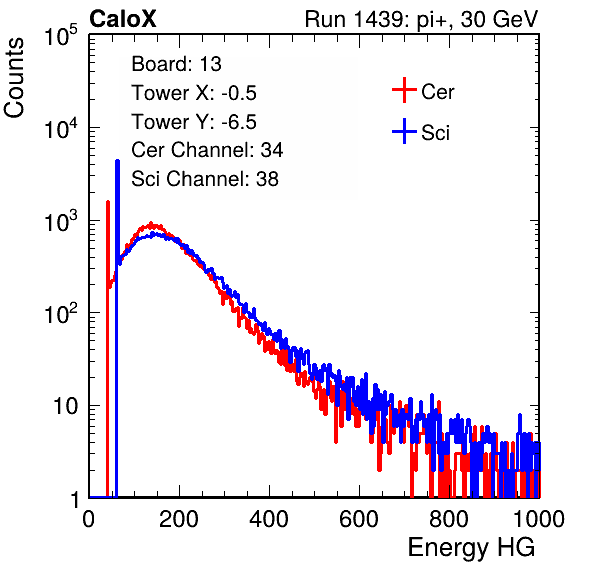 CaloX Run 1439: pi+, 30 GeV
Counts
Board: 13
Tower X: -0.5
Tower Y: -6.5
Cer Channel: 34
Sci Channel: 38
Cer
Sci
10^5
10^4
10^3
10^2
10
1
0 200 400 600 800 1000
Energy HG